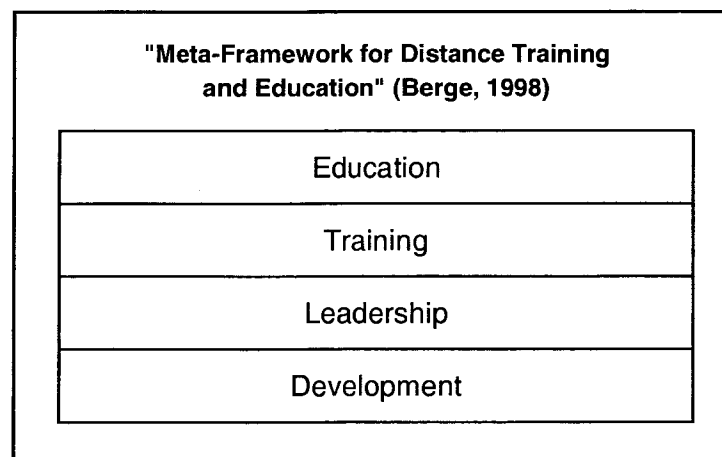 "Meta-Framework for Distance Training
and Education" (Berge, 1998)
Education
Training
Leadership
Development